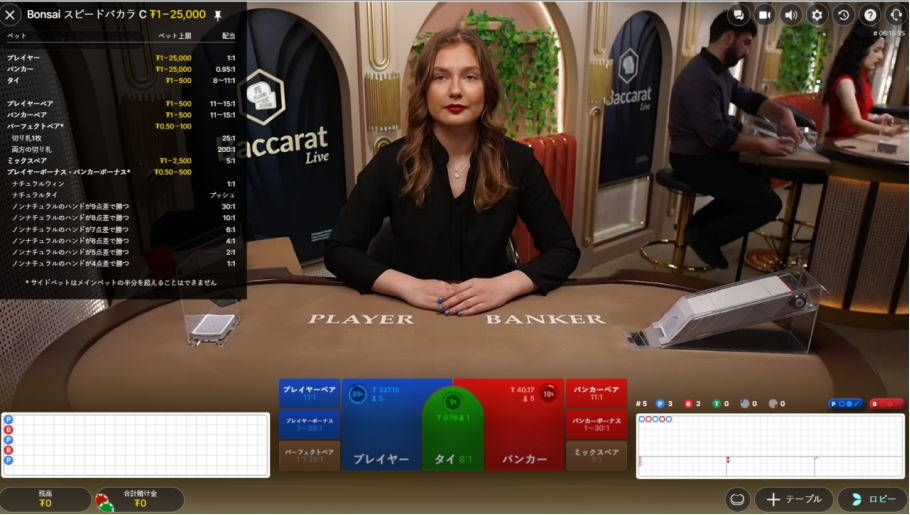 Bonsai スピードバカラ C ₮1–25,000
# 06:15:35
ベット ベット上限 配当
プレイヤー ₮1–25,000 1:1
バンカー ₮1–25,000 0.95:1
タイ ₮1–500 8〜11:1
プレイヤーペア ₮1–500 11〜15:1
バンカーペア ₮1–500 11〜15:1
パーフェクトペア* ₮0.50–100
切り札1枚 25:1
両方の切り札 200:1
ミックスペア ₮1–2,500 5:1
プレイヤーボーナス・バンカーボーナス* ₮0.50–500
ナチュラルウィン 1:1
ナチュラルタイ プッシュ
ノンナチュラルのハンドが9点差で勝つ 30:1
ノンナチュラルのハンドが8点差で勝つ 10:1
ノンナチュラルのハンドが7点差で勝つ 6:1
ノンナチュラルのハンドが6点差で勝つ 4:1
ノンナチュラルのハンドが5点差で勝つ 2:1
ノンナチュラルのハンドが4点差で勝つ 1:1
* サイドベットはメインベットの半分を超えることはできません
Baccarat
Live
Baccarat
Live
PLAYER BANKER
プレイヤーペア
11:1
プレイヤーボーナス
1〜30:1
パーフェクトペア
89% ₮ 327.18
5
プレイヤー
1%
₮ 9.76 1
タイ 8:1
₮ 40.17 10%
5
バンカー
バンカーペア
11:1
バンカーボーナス
1〜30:1
ミックスペア
5:1
# 5 P 3 B 2 T 0 0 0
P B
P
B
P
B
P
残高
₮0
合計賭け金
₮0
テーブル
ロビー